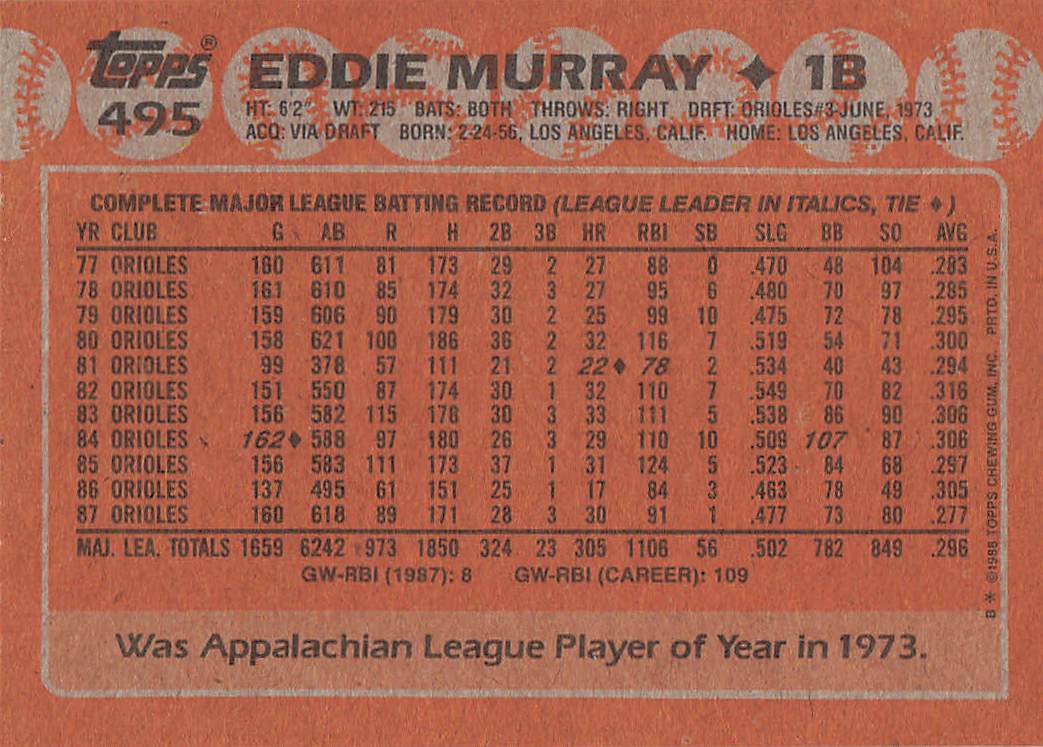 Topps® EDDIE MURRAY ♦ 1B
495 HT: 6'2" WT: 215 BATS: BOTH THROWS: RIGHT DRFT: ORIOLES#3-JUNE, 1973
ACQ: VIA DRAFT BORN: 2-24-56, LOS ANGELES, CALIF. HOME: LOS ANGELES, CALIF.
COMPLETE MAJOR LEAGUE BATTING RECORD (LEAGUE LEADER IN ITALICS, TIE ♦)
YR CLUB G AB R H 2B 3B HR RBI SB SLG BB SO AVG
77 ORIOLES 160 611 81 173 29 2 27 88 0 .470 48 104 .283
78 ORIOLES 161 610 85 174 32 3 27 95 6 .480 70 97 .285
79 ORIOLES 159 606 90 179 30 2 25 99 10 .475 72 78 .295
80 ORIOLES 158 621 100 186 36 2 32 116 7 .519 54 71 .300
81 ORIOLES 99 378 57 111 21 2 22♦ 78 2 .534 40 43 .294
82 ORIOLES 151 550 87 174 30 1 32 110 7 .549 70 82 .316
83 ORIOLES 156 582 115 178 30 3 33 111 5 .538 86 90 .306
84 ORIOLES 162♦ 588 97 180 26 3 29 110 10 .509 107 87 .306
85 ORIOLES 156 583 111 173 37 1 31 124 5 .523 84 68 .297
86 ORIOLES 137 495 61 151 25 1 17 84 3 .463 78 49 .305
87 ORIOLES 160 618 89 171 28 3 30 91 1 .477 73 80 .277
MAJ. LEA. TOTALS 1659 6242 973 1850 324 23 305 1106 56 .502 782 849 .296
GW-RBI (1987): 8 GW-RBI (CAREER): 109
Was Appalachian League Player of Year in 1973.
B * ©1988 TOPPS CHEWING GUM, INC. PRTD. IN U.S.A.